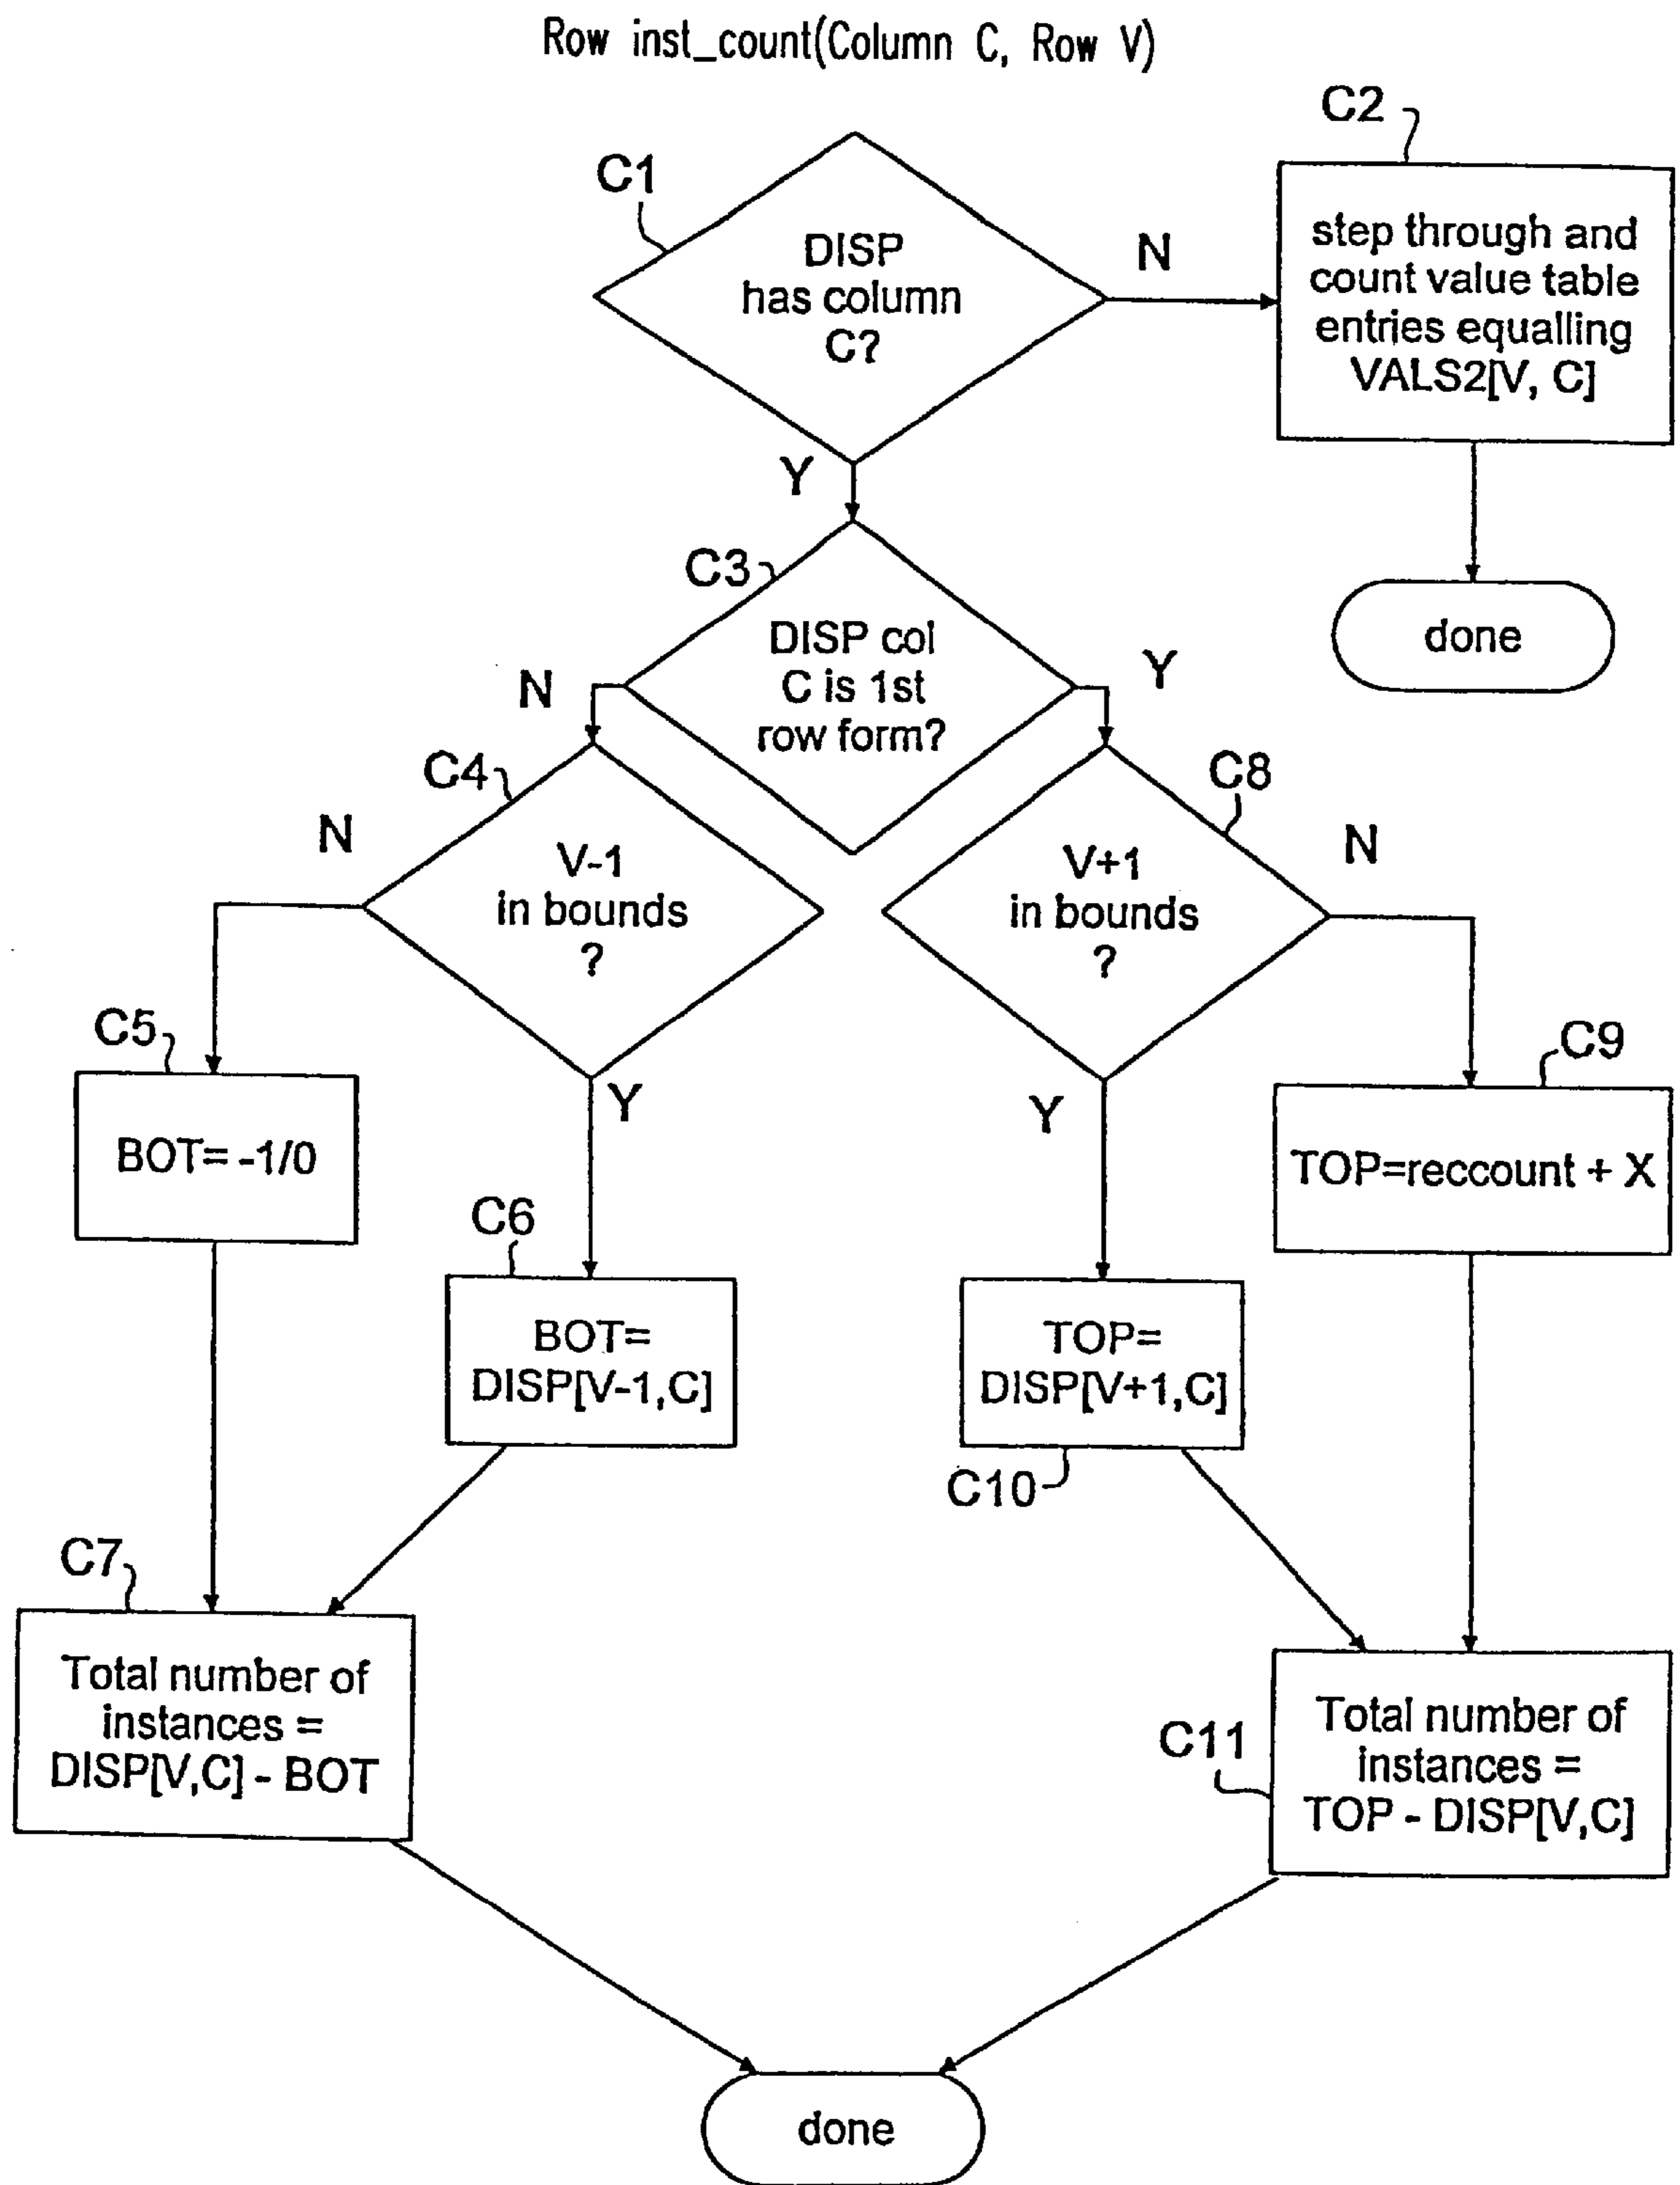 Row inst_count(Column C, Row V)
C1
DISP
has column
C?
N
C2
step through and
count value table
entries equalling
VALS2[V, C]
done
Y
C3
DISP col
C is 1st
row form?
N
Y
C4
V-1
in bounds
?
N
Y
C8
V+1
in bounds
?
N
Y
C5
BOT= -1/0
C6
BOT=
DISP[V-1,C]
C10
TOP=
DISP[V+1,C]
C9
TOP=reccount + X
C7
Total number of
instances =
DISP[V,C] - BOT
C11
Total number of
instances =
TOP - DISP[V,C]
done